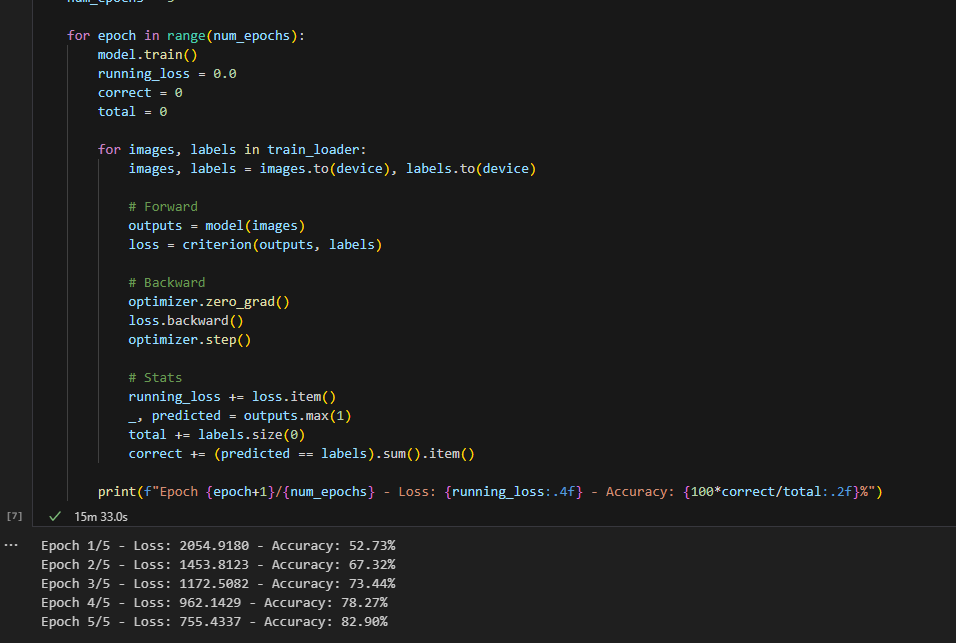 for epoch in range(num_epochs):
model.train()
running_loss = 0.0
correct = 0
total = 0
for images, labels in train_loader:
images, labels = images.to(device), labels.to(device)
# Forward
outputs = model(images)
loss = criterion(outputs, labels)
# Backward
optimizer.zero_grad()
loss.backward()
optimizer.step()
# Stats
running_loss += loss.item()
_, predicted = outputs.max(1)
total += labels.size(0)
correct += (predicted == labels).sum().item()
print(f"Epoch {epoch+1}/{num_epochs} - Loss: {running_loss:.4f} - Accuracy: {100*correct/total:.2f}%")
[7] 15m 33.0s
Epoch 1/5 - Loss: 2054.9180 - Accuracy: 52.73%
Epoch 2/5 - Loss: 1453.8123 - Accuracy: 67.32%
Epoch 3/5 - Loss: 1172.5082 - Accuracy: 73.44%
Epoch 4/5 - Loss: 962.1429 - Accuracy: 78.27%
Epoch 5/5 - Loss: 755.4337 - Accuracy: 82.90%